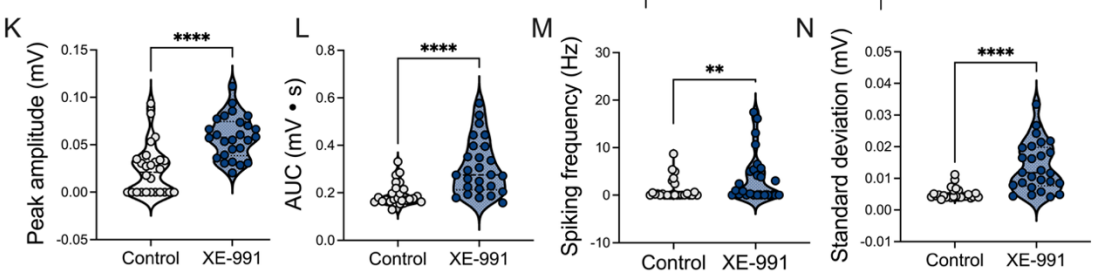 K
Peak amplitude (mV)
0.15
0.10
0.05
0.00
-0.05
****
Control
XE-991
L
AUC (mV • s)
0.8
0.6
0.4
0.2
0.0
****
Control
XE-991
M
Spiking frequency (Hz)
30
20
10
0
-10
**
Control
XE-991
N
Standard deviation (mV)
0.05
0.04
0.03
0.02
0.01
0.00
-0.01
****
Control
XE-991